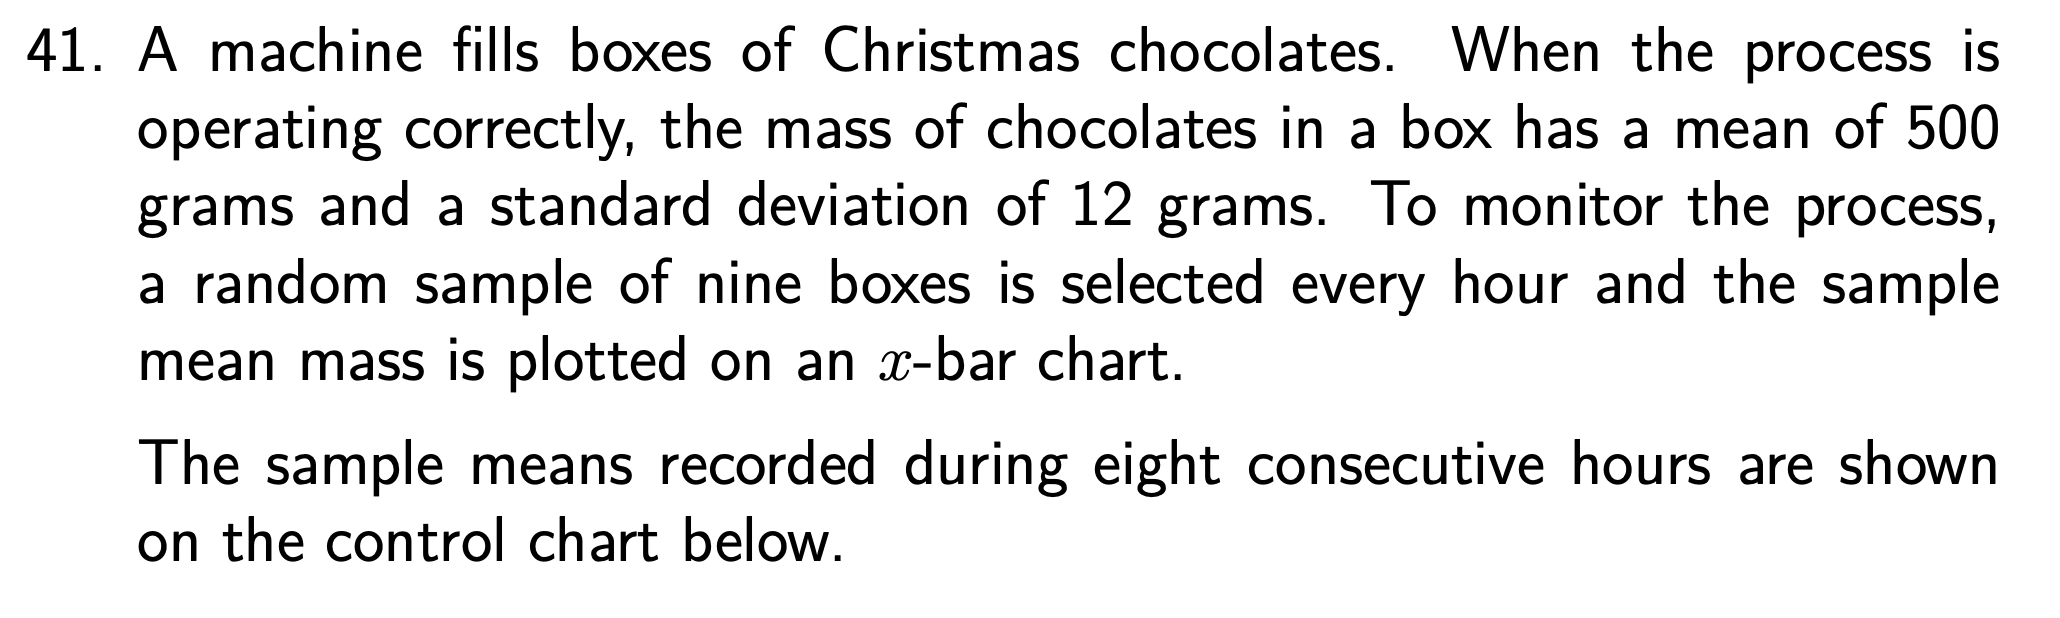 41. A machine fills boxes of Christmas chocolates. When the process is
operating correctly, the mass of chocolates in a box has a mean of 500
grams and a standard deviation of 12 grams. To monitor the process,
a random sample of nine boxes is selected every hour and the sample
mean mass is plotted on an x-bar chart.
The sample means recorded during eight consecutive hours are shown
on the control chart below.